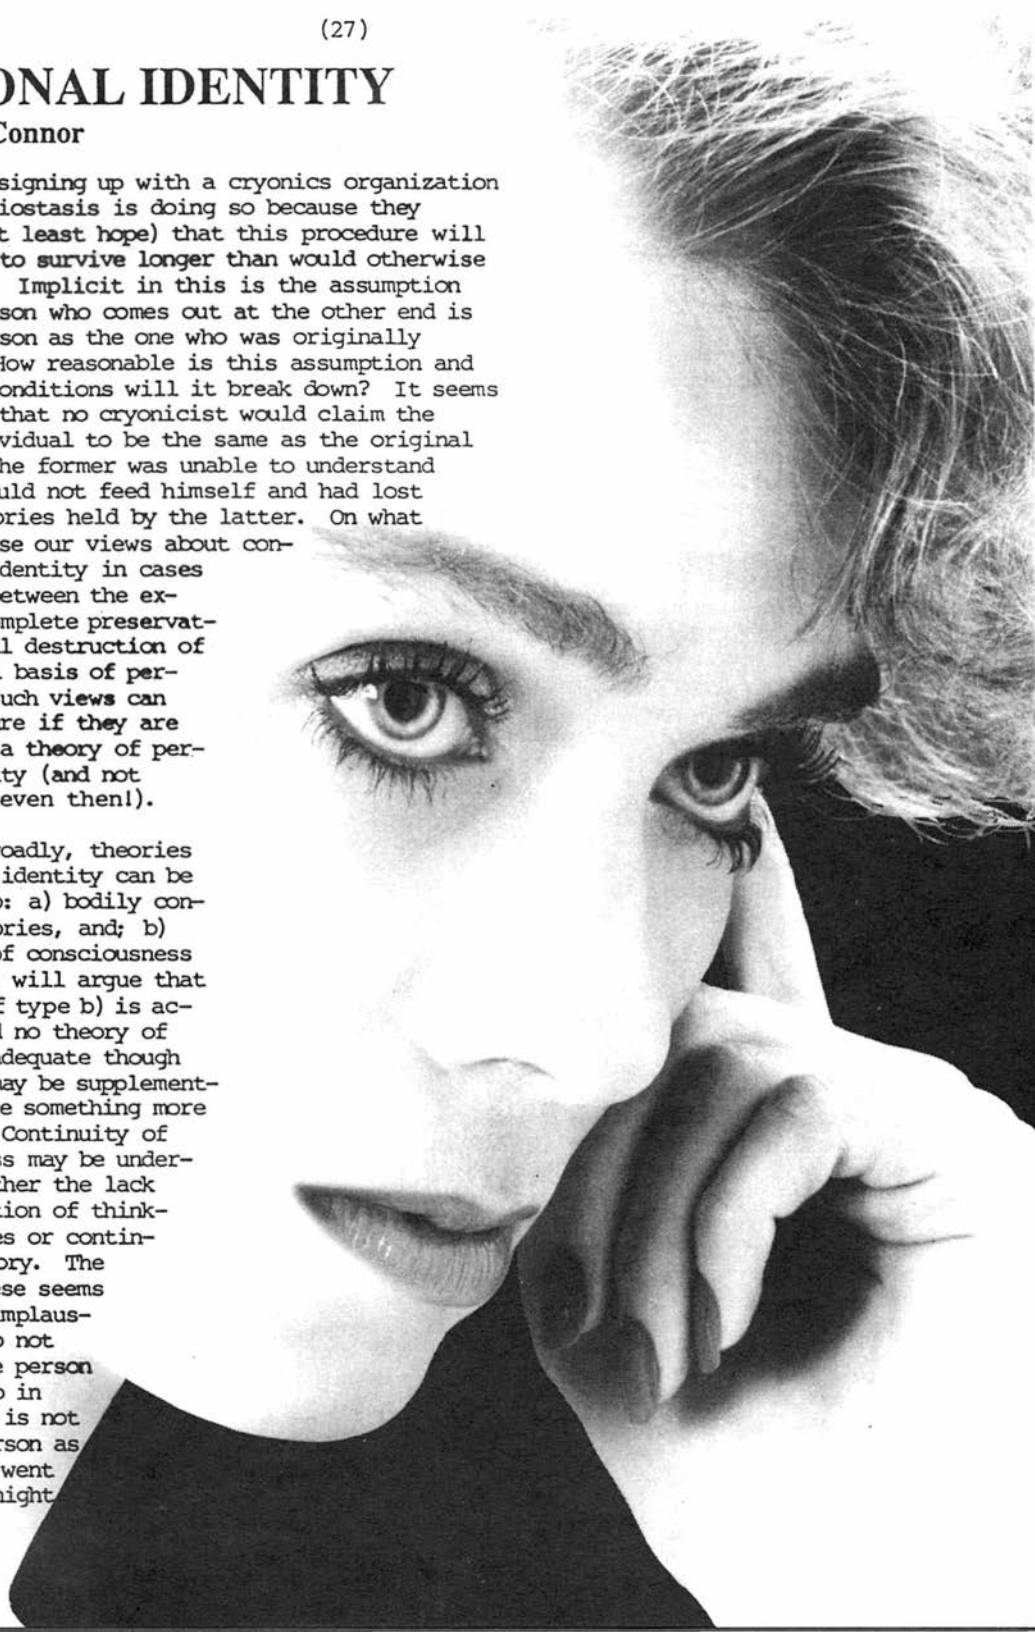 (27)
ONAL IDENTITY
Connor
signing up with a cryonics organization
iostasis is doing so because they
t least hope) that this procedure will
to survive longer than would otherwise
Implicit in this is the assumption
son who comes out at the other end is
son as the one who was originally
How reasonable is this assumption and
onditions will it break down? It seems
that no cryonicist would claim the
vidual to be the same as the original
he former was unable to understand
uld not feed himself and had lost
ories held by the latter. On what
se our views about con-
dentity in cases
etween the ex-
mplete preservat-
l destruction of
basis of per-
uch views can
re if they are
a theory of per-
ty (and not
even then!).
oadly, theories
identity can be
o: a) bodily con-
ories, and; b)
of consciousness
will argue that
f type b) is ac-
d no theory of
dequate though
may be supplement-
e something more
Continuity of
ss may be under-
ther the lack
tion of think-
es or contin-
ory. The
ese seems
mplaus-
o not
e person
o in
is not
rson as
went
night